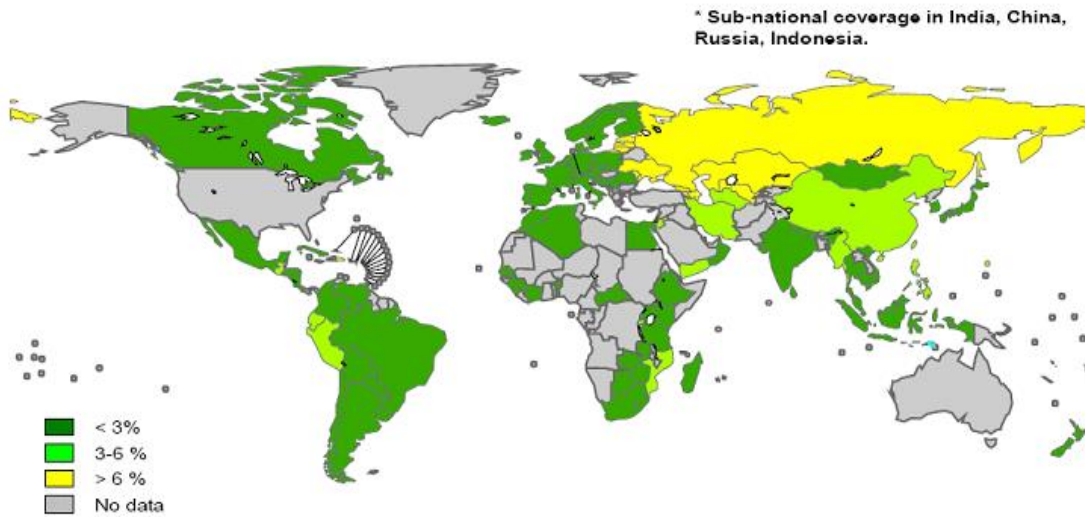 * Sub-national coverage in India, China,
Russia, Indonesia.
< 3%
3-6 %
> 6 %
No data